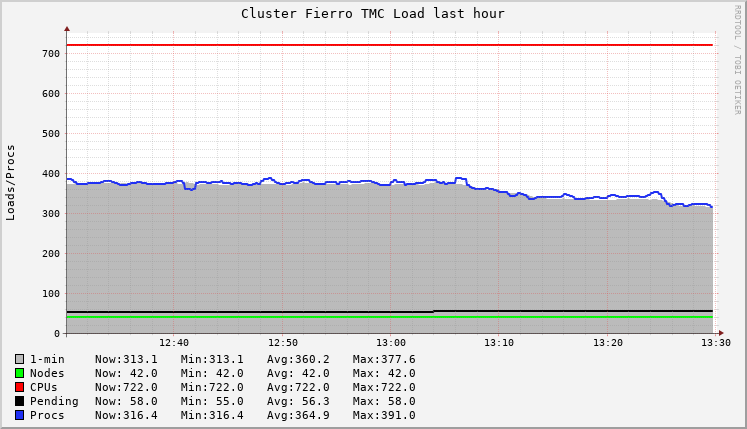 Cluster Fierro TMC Load last hour
RRDTOOL / TOBI OETIKER
Loads/Procs
700
600
500
400
300
200
100
0
12:40 12:50 13:00 13:10 13:20 13:30
1-min Now:313.1 Min:313.1 Avg:360.2 Max:377.6
Nodes Now: 42.0 Min: 42.0 Avg: 42.0 Max: 42.0
CPUs Now:722.0 Min:722.0 Avg:722.0 Max:722.0
Pending Now: 58.0 Min: 55.0 Avg: 56.3 Max: 58.0
Procs Now:316.4 Min:316.4 Avg:364.9 Max:391.0